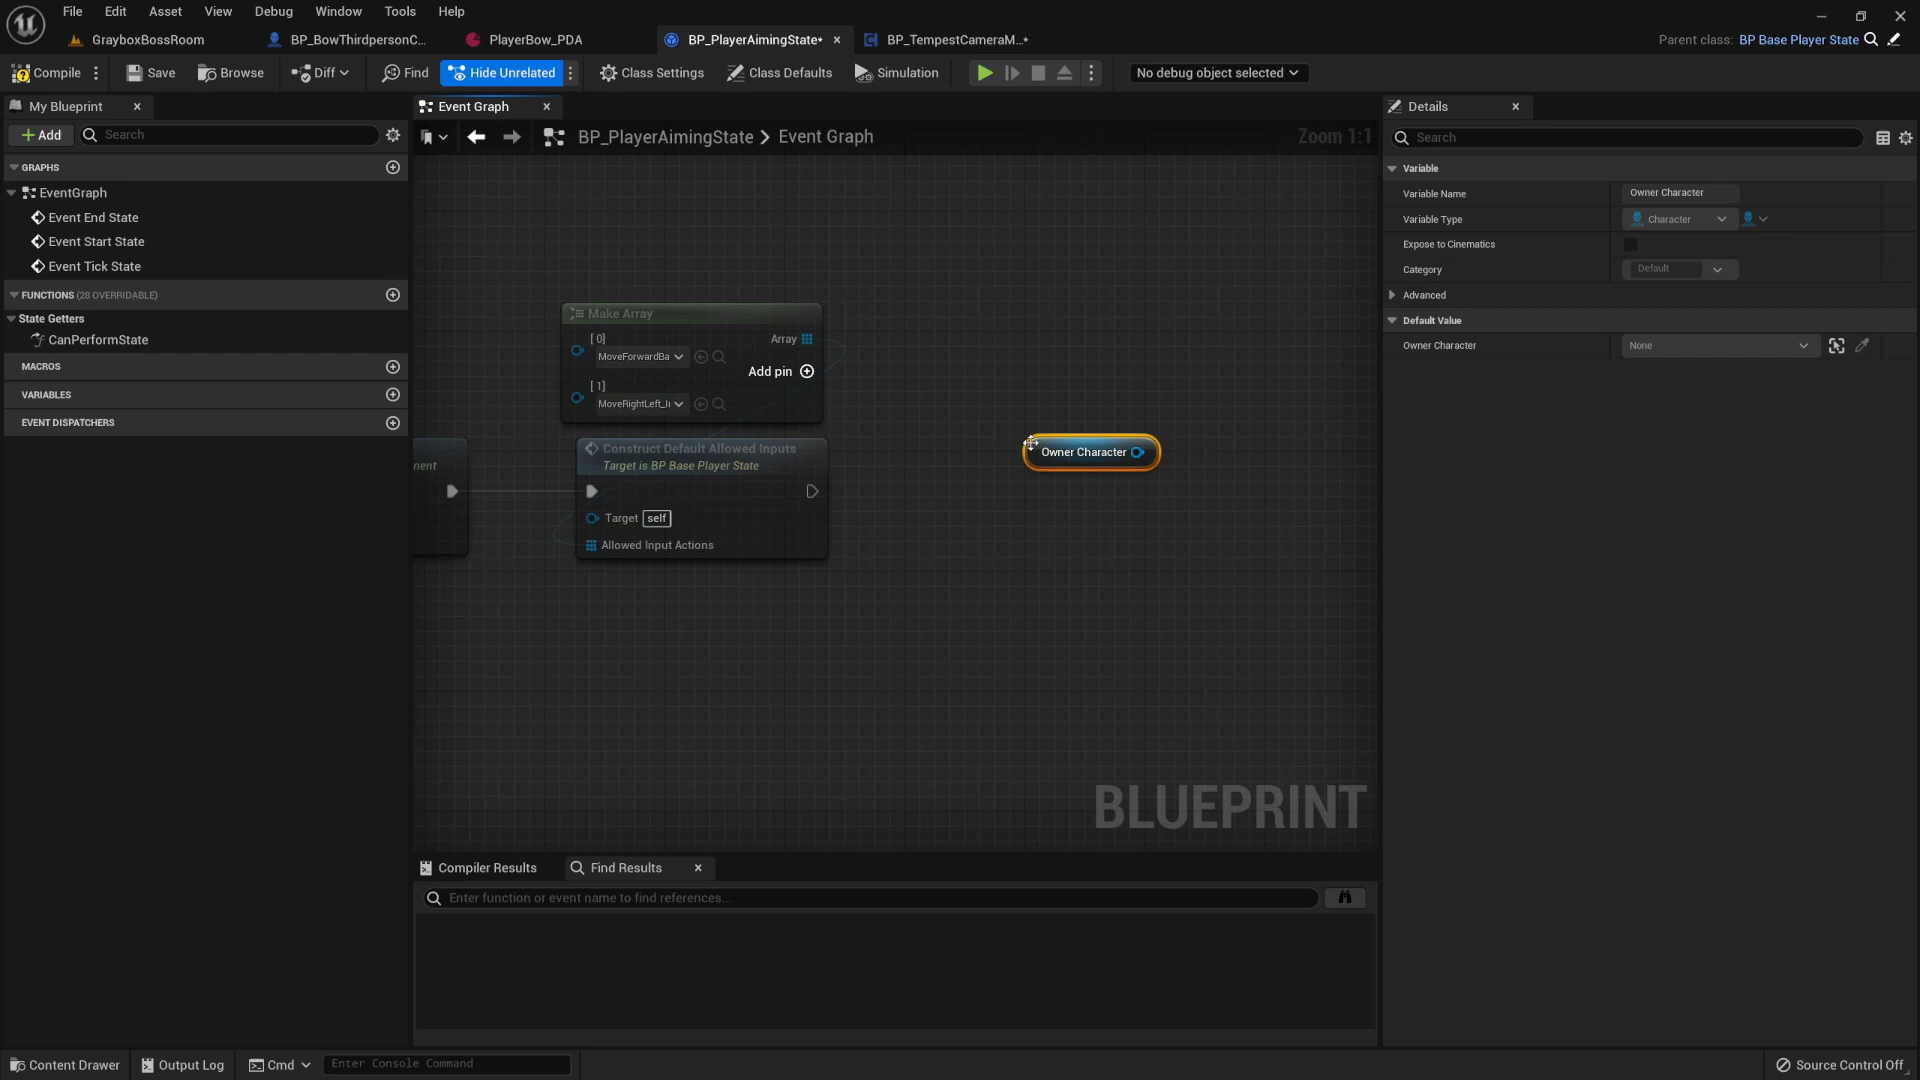 File Edit Asset View Debug Window Tools Help
GrayboxBossRoom BP_BowThirdpersonC... PlayerBow_PDA BP_PlayerAimingState* BP_TempestCameraM...* Parent class: BP Base Player State
Compile Save Browse Diff Find Hide Unrelated Class Settings Class Defaults Simulation No debug object selected
My Blueprint
Event Graph
Details
Add Search
BP_PlayerAimingState > Event Graph Zoom 1:1
Search
GRAPHS
EventGraph
Event End State
Event Start State
Event Tick State
FUNCTIONS (28 OVERRIDABLE)
State Getters
CanPerformState
MACROS
VARIABLES
EVENT DISPATCHERS
Make Array
[ 0] Array
MoveForwardBa
Add pin
[ 1]
nent
Construct Default Allowed Inputs
Target is BP Base Player State
Target self
Allowed Input Actions
Owner Character
BLUEPRINT
Variable
Variable Name Owner Character
Variable Type Character
Expose to Cinematics
Category Default
Advanced
Default Value
Owner Character None
Compiler Results Find Results
Enter function or event name to find references...
Content Drawer Output Log Cmd Enter Console Command Source Control Off